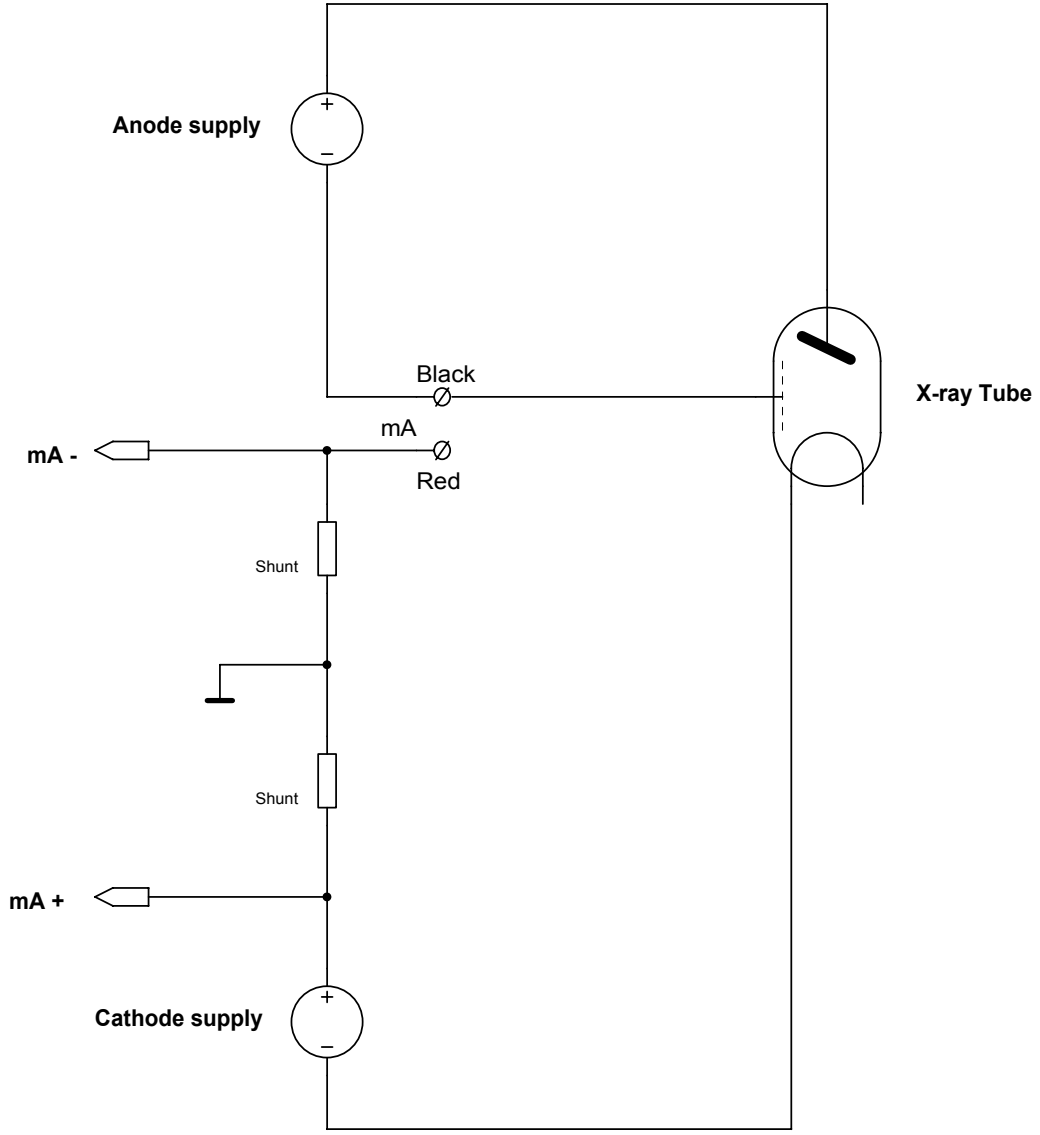 +
Anode supply
−
Black
X-ray Tube
mA
mA -
Red
Shunt
Shunt
mA +
+
Cathode supply
−